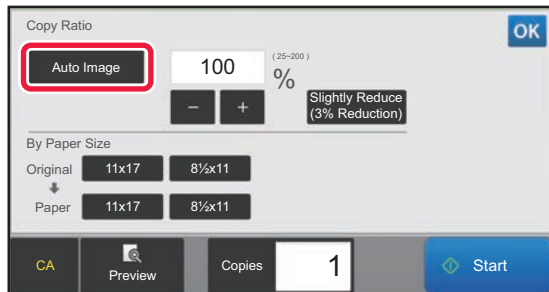 Copy Ratio
OK
Auto Image
100
(25~200)
%
− +
Slightly Reduce
(3% Reduction)
By Paper Size
Original 11x17 8½x11
Paper 11x17 8½x11
CA
Preview
Copies 1
Start